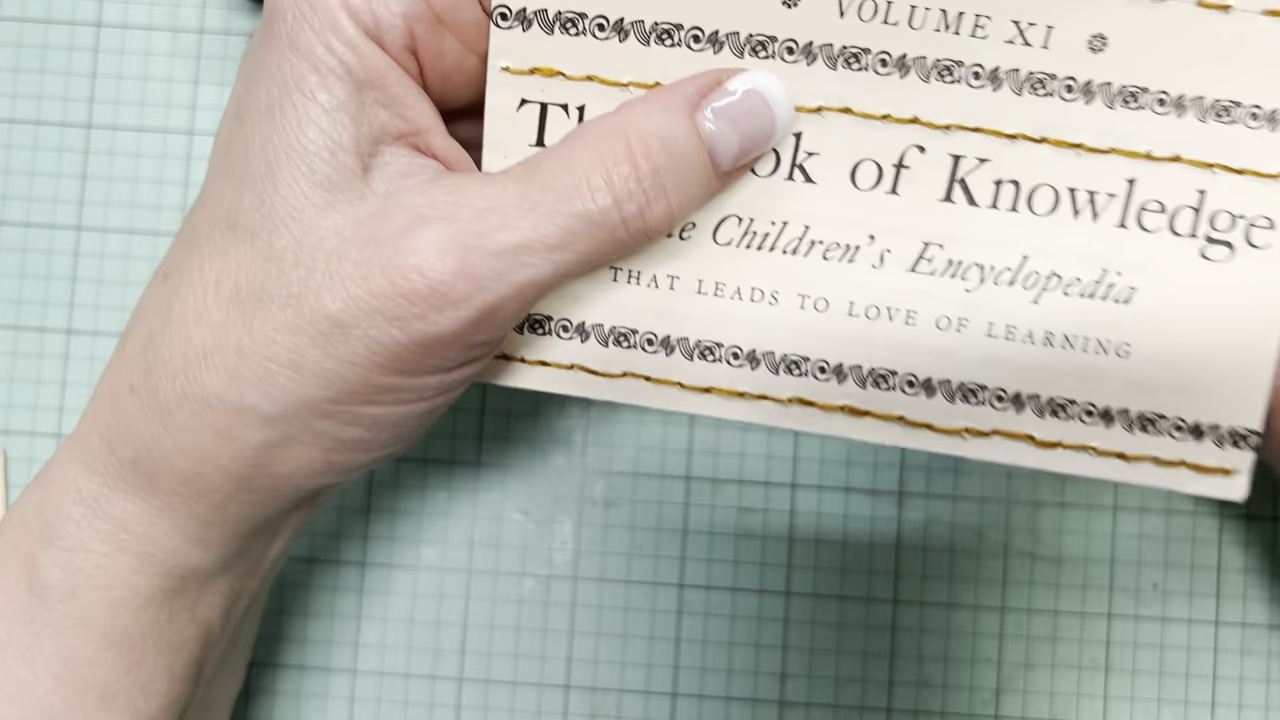 VOLUME XI
ok of Knowledge
e Children's Encyclopedia
THAT LEADS TO LOVE OF LEARNING